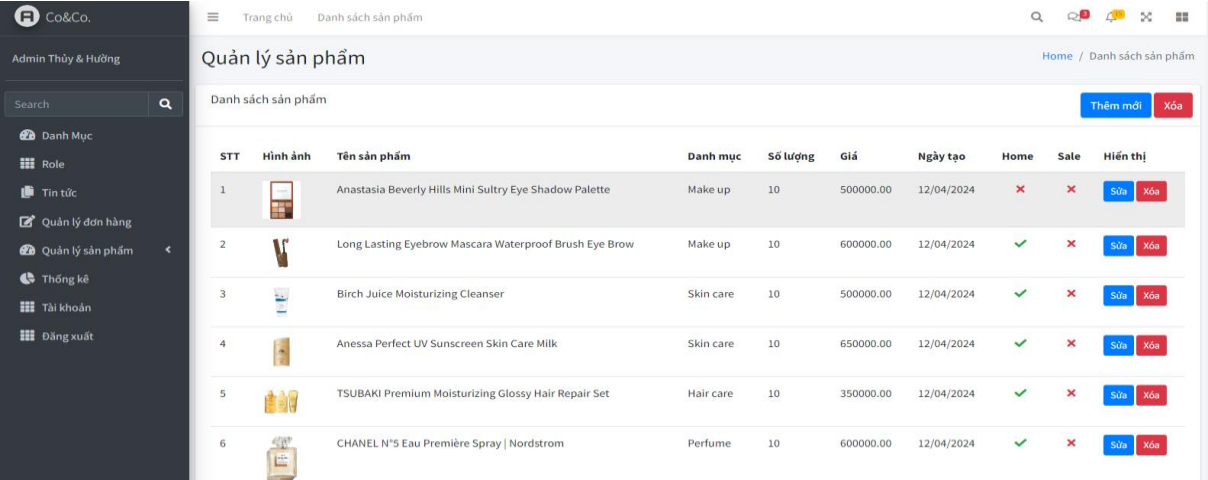 Co&Co.
Trang chủ Danh sách sản phẩm
3
15
Admin Thủy & Hường
Search
Danh Mục
Role
Tin tức
Quản lý đơn hàng
Quản lý sản phẩm
Thống kê
Tài khoản
Đăng xuất
Quản lý sản phẩm
Home / Danh sách sản phẩm
Danh sách sản phẩm
Thêm mới Xóa
STT Hình ảnh Tên sản phẩm Danh mục Số lượng Giá Ngày tạo Home Sale Hiển thị
1 Anastasia Beverly Hills Mini Sultry Eye Shadow Palette Make up 10 500000.00 12/04/2024 Sửa Xóa
2 Long Lasting Eyebrow Mascara Waterproof Brush Eye Brow Make up 10 600000.00 12/04/2024 Sửa Xóa
3 Birch Juice Moisturizing Cleanser Skin care 10 500000.00 12/04/2024 Sửa Xóa
4 Anessa Perfect UV Sunscreen Skin Care Milk Skin care 10 650000.00 12/04/2024 Sửa Xóa
5 TSUBAKI Premium Moisturizing Glossy Hair Repair Set Hair care 10 350000.00 12/04/2024 Sửa Xóa
6 CHANEL N°5 Eau Première Spray | Nordstrom Perfume 10 600000.00 12/04/2024 Sửa Xóa